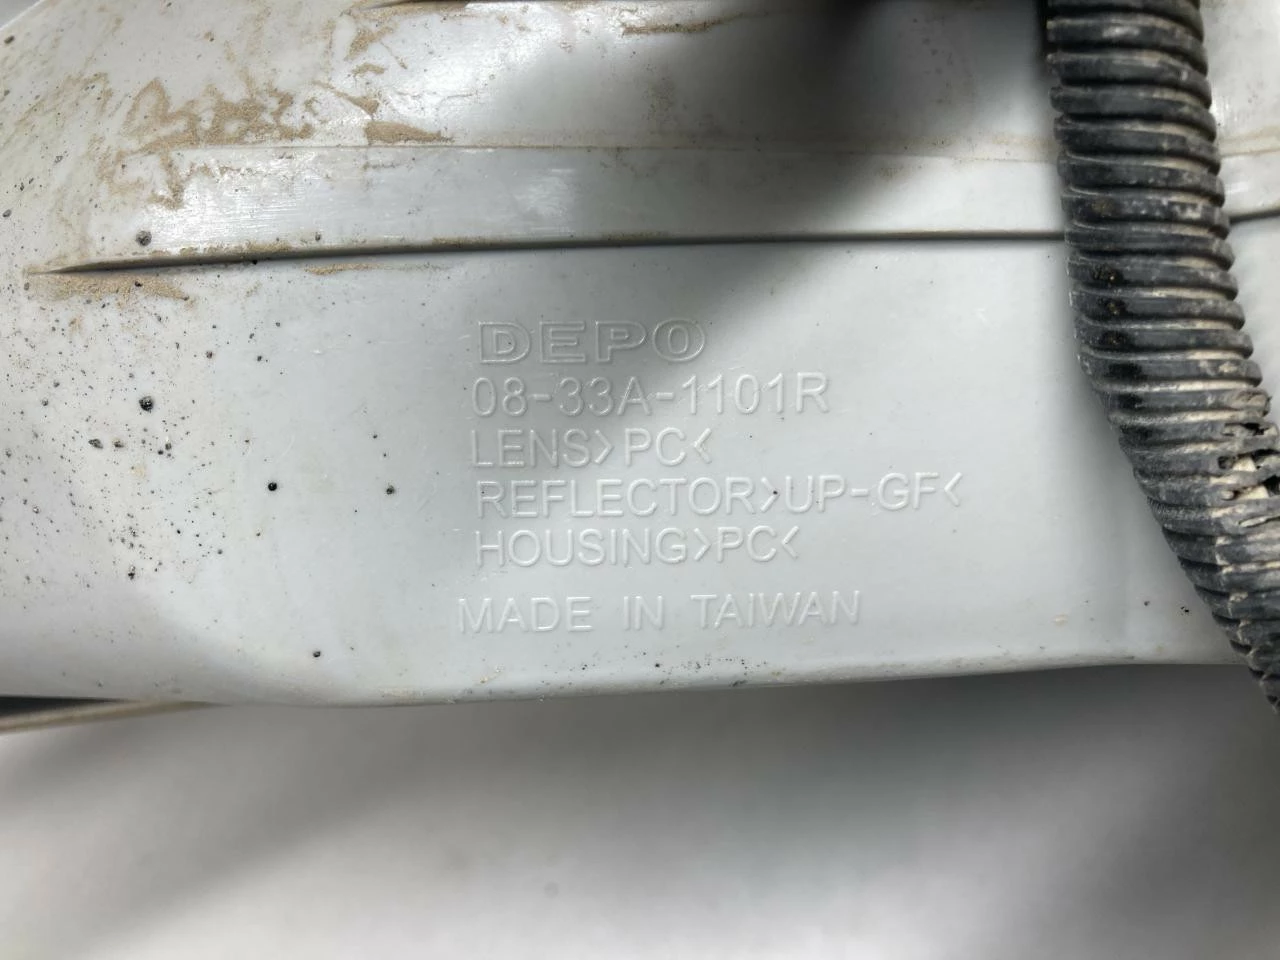 DEPO
08-33A-1101R
LENS>PC<
REFLECTOR>UP-GF<
HOUSING>PC<
MADE IN TAIWAN